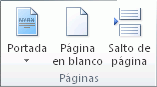 Portada
Página
en blanco
Salto de
página
Páginas